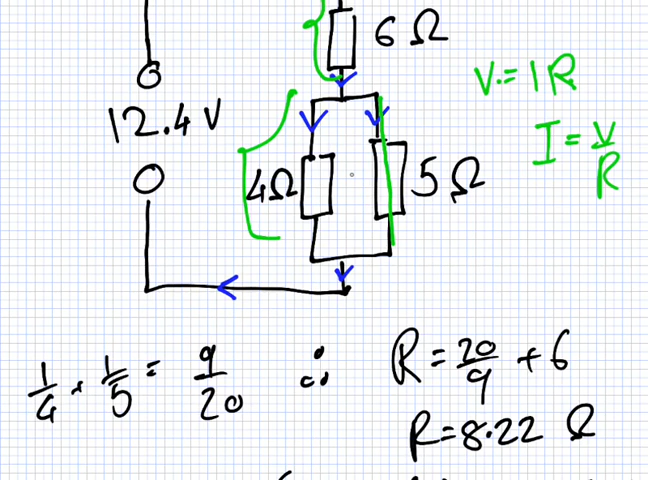 6 Ω
V = IR
12.4 V
I = V/R
4Ω
5 Ω
1/4 + 1/5 = 9/20 ∴ R = 20/9 + 6
R = 8.22 Ω